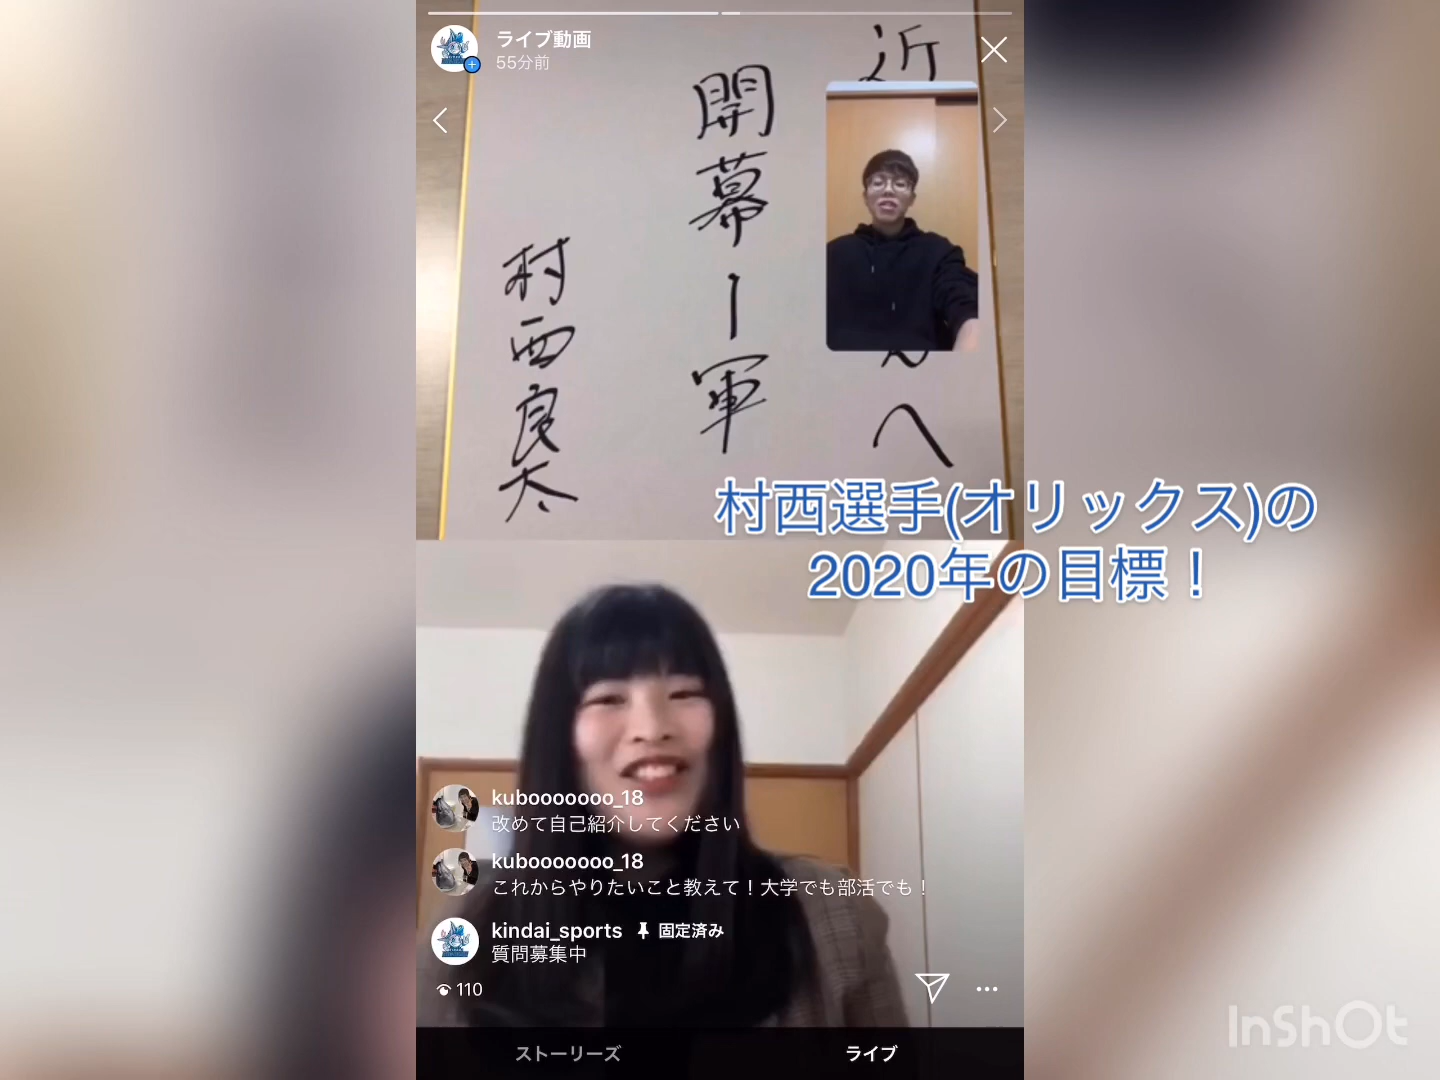 ライブ動画
55分前
近
んへ
開幕一軍
村西良太
村西選手(オリックス)の
2020年の目標！
kubooooooo_18
改めて自己紹介してください
kubooooooo_18
これからやりたいこと教えて！大学でも部活でも！
kindai_sports 固定済み
質問募集中
110
ストーリーズ
ライブ
InShOt